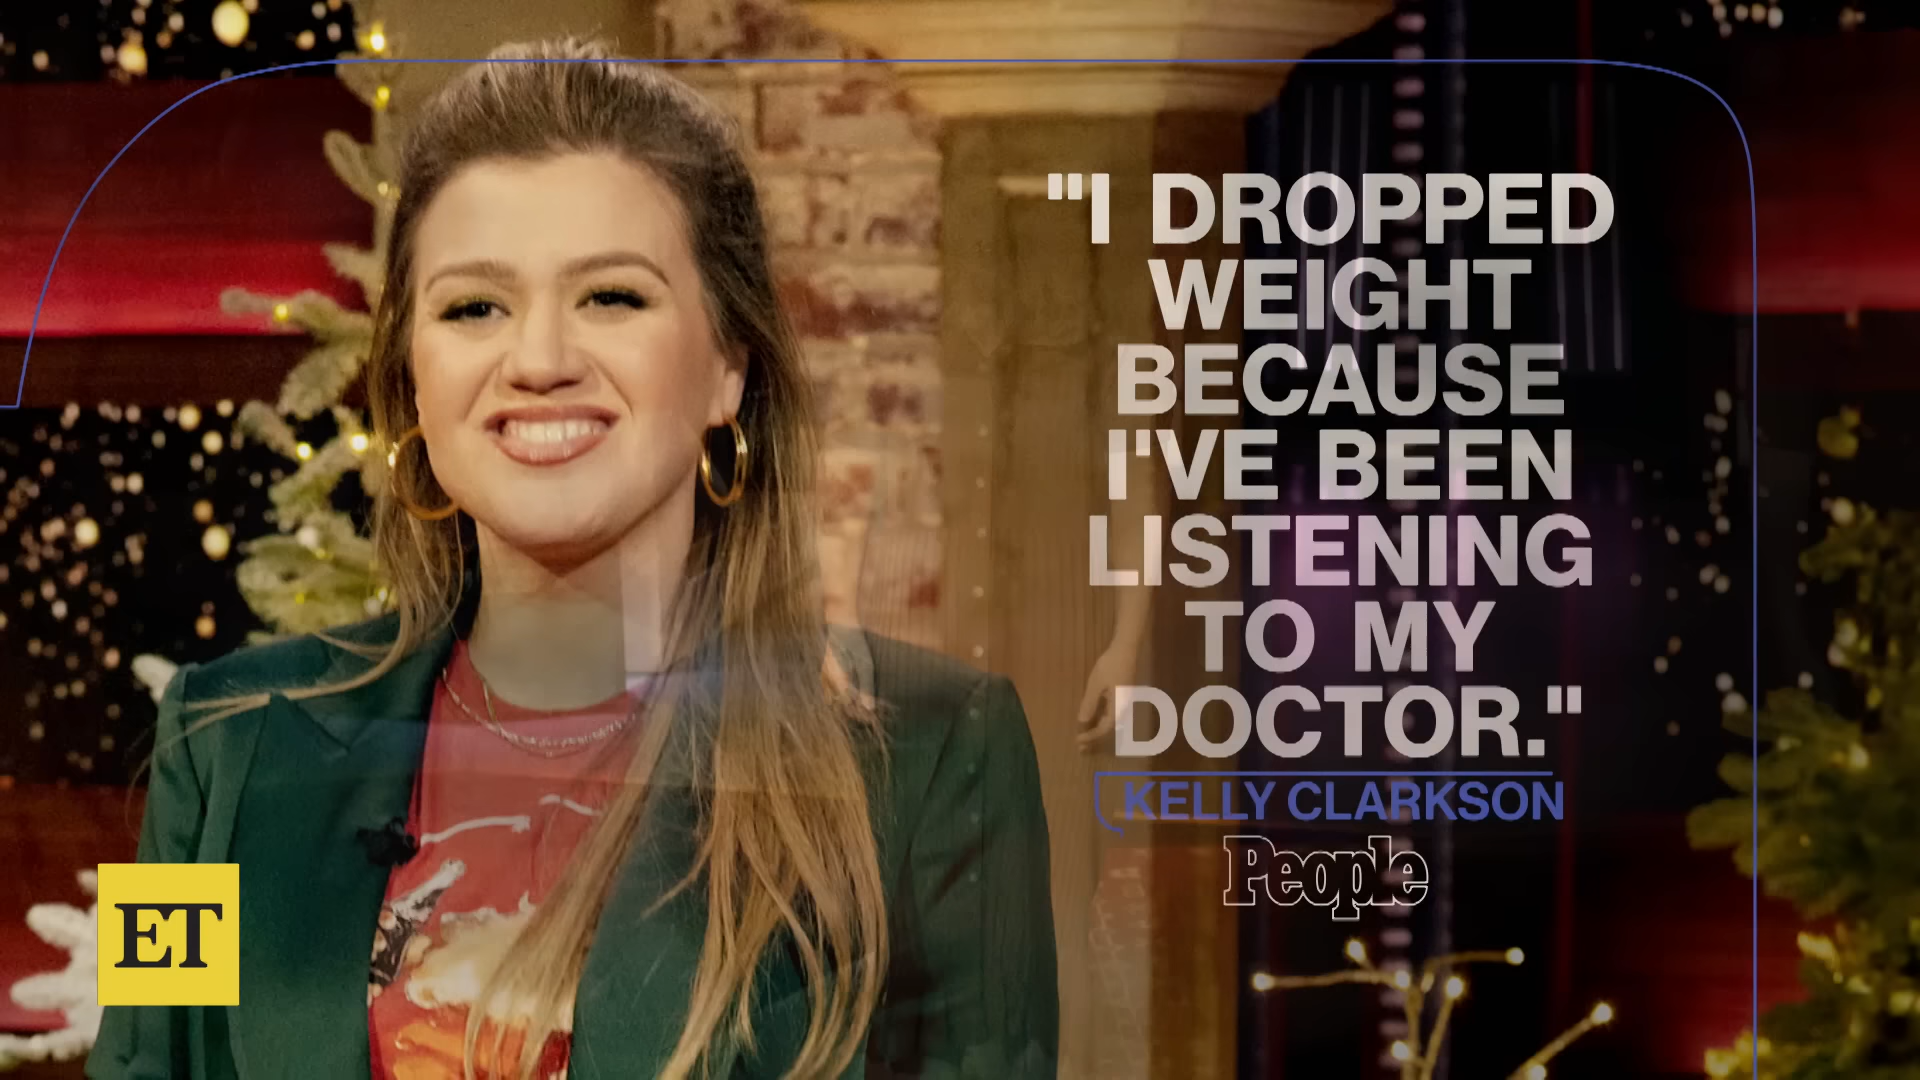 "I DROPPED
WEIGHT
BECAUSE
I'VE BEEN
LISTENING
TO MY
DOCTOR."
KELLY CLARKSON
People
ET